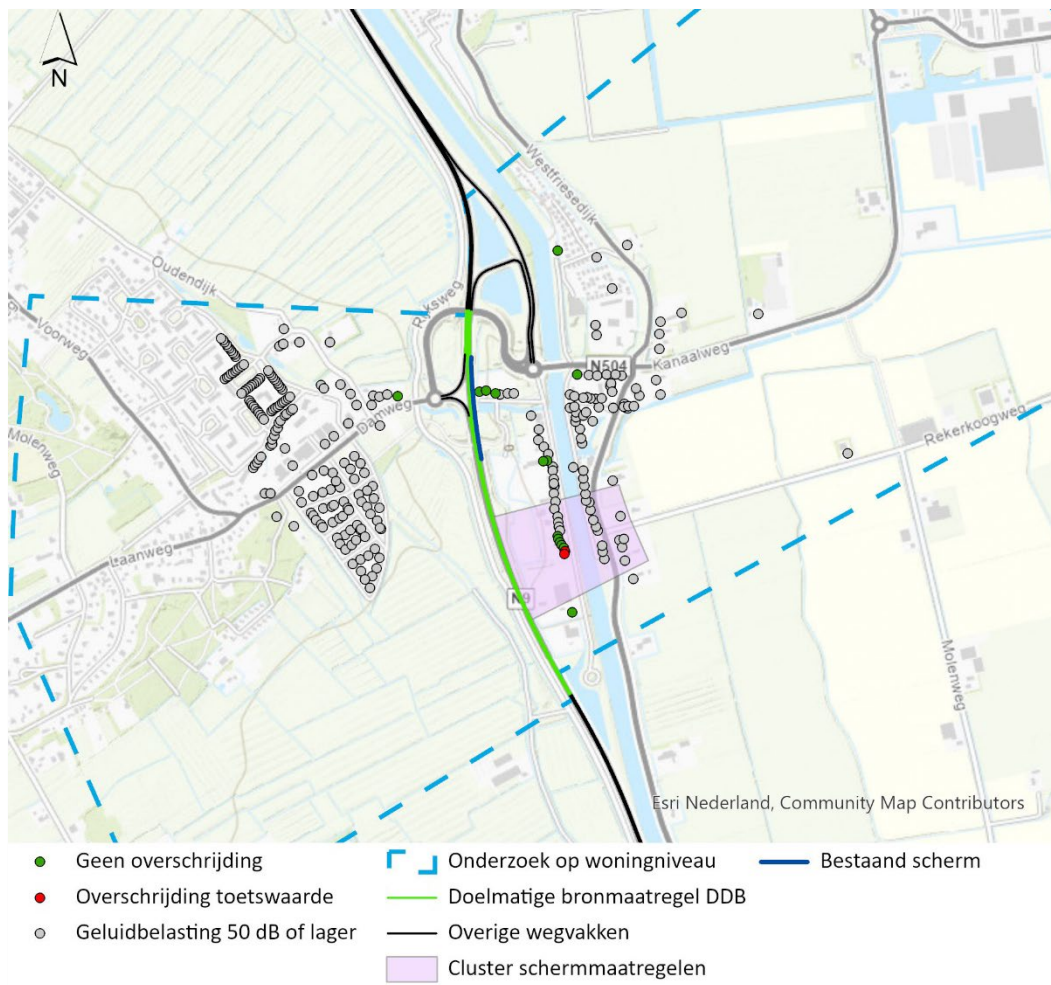 N
Westfriesedijk
Oudendijk
Rijksweg
Voorweg
N504
Kanaalweg
Damweg
Rekerkoogweg
Molenweg
Laanweg
N9
Molenweg
Esri Nederland, Community Map Contributors
Geen overschrijding
Onderzoek op woningniveau
Bestaand scherm
Overschrijding toetswaarde
Doelmatige bronmaatregel DDB
Geluidbelasting 50 dB of lager
Overige wegvakken
Cluster schermmaatregelen